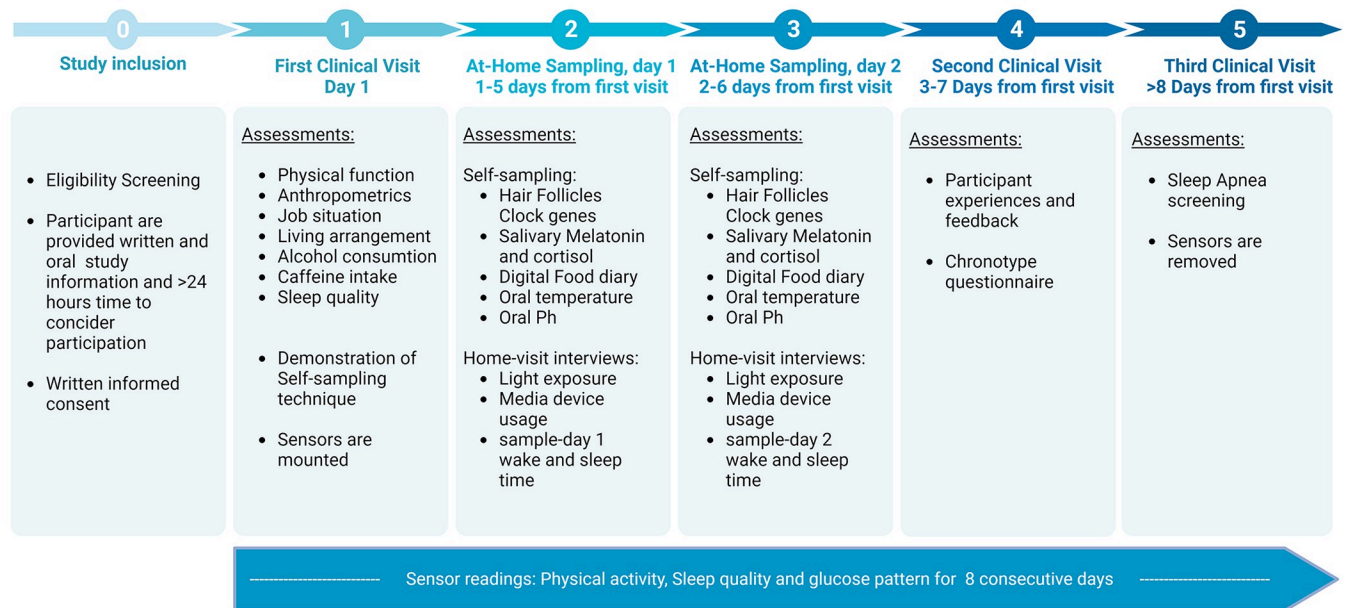 0
Study inclusion
Eligibility Screening
Participant are
provided written and
oral study
information and >24
hours time to
concider
participation
Written informed
consent
1
First Clinical Visit
Day 1
Assessments:
Physical function
Anthropometrics
Job situation
Living arrangement
Alcohol consumtion
Caffeine intake
Sleep quality
Demonstration of
Self-sampling
technique
Sensors are
mounted
2
At-Home Sampling, day 1
1-5 days from first visit
Assessments:
Self-sampling:
Hair Follicles
Clock genes
Salivary Melatonin
and cortisol
Digital Food diary
Oral temperature
Oral Ph
Home-visit interviews:
Light exposure
Media device
usage
sample-day 1
wake and sleep
time
3
At-Home Sampling, day 2
2-6 days from first visit
Assessments:
Self-sampling:
Hair Follicles
Clock genes
Salivary Melatonin
and cortisol
Digital Food diary
Oral temperature
Oral Ph
Home-visit interviews:
Light exposure
Media device
usage
sample-day 2
wake and sleep
time
4
Second Clinical Visit
3-7 Days from first visit
Assessments:
Participant
experiences and
feedback
Chronotype
questionnaire
5
Third Clinical Visit
>8 Days from first visit
Assessments:
Sleep Apnea
screening
Sensors are
removed
Sensor readings: Physical activity, Sleep quality and glucose pattern for 8 consecutive days